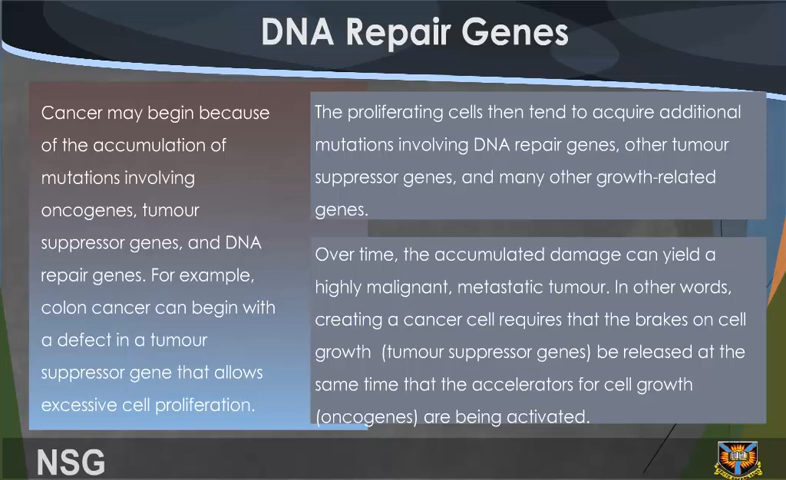 DNA Repair Genes
Cancer may begin because
of the accumulation of
mutations involving
oncogenes, tumour
suppressor genes, and DNA
repair genes. For example,
colon cancer can begin with
a defect in a tumour
suppressor gene that allows
excessive cell proliferation.
The proliferating cells then tend to acquire additional
mutations involving DNA repair genes, other tumour
suppressor genes, and many other growth-related
genes.
Over time, the accumulated damage can yield a
highly malignant, metastatic tumour. In other words,
creating a cancer cell requires that the brakes on cell
growth (tumour suppressor genes) be released at the
same time that the accelerators for cell growth
(oncogenes) are being activated.
NSG